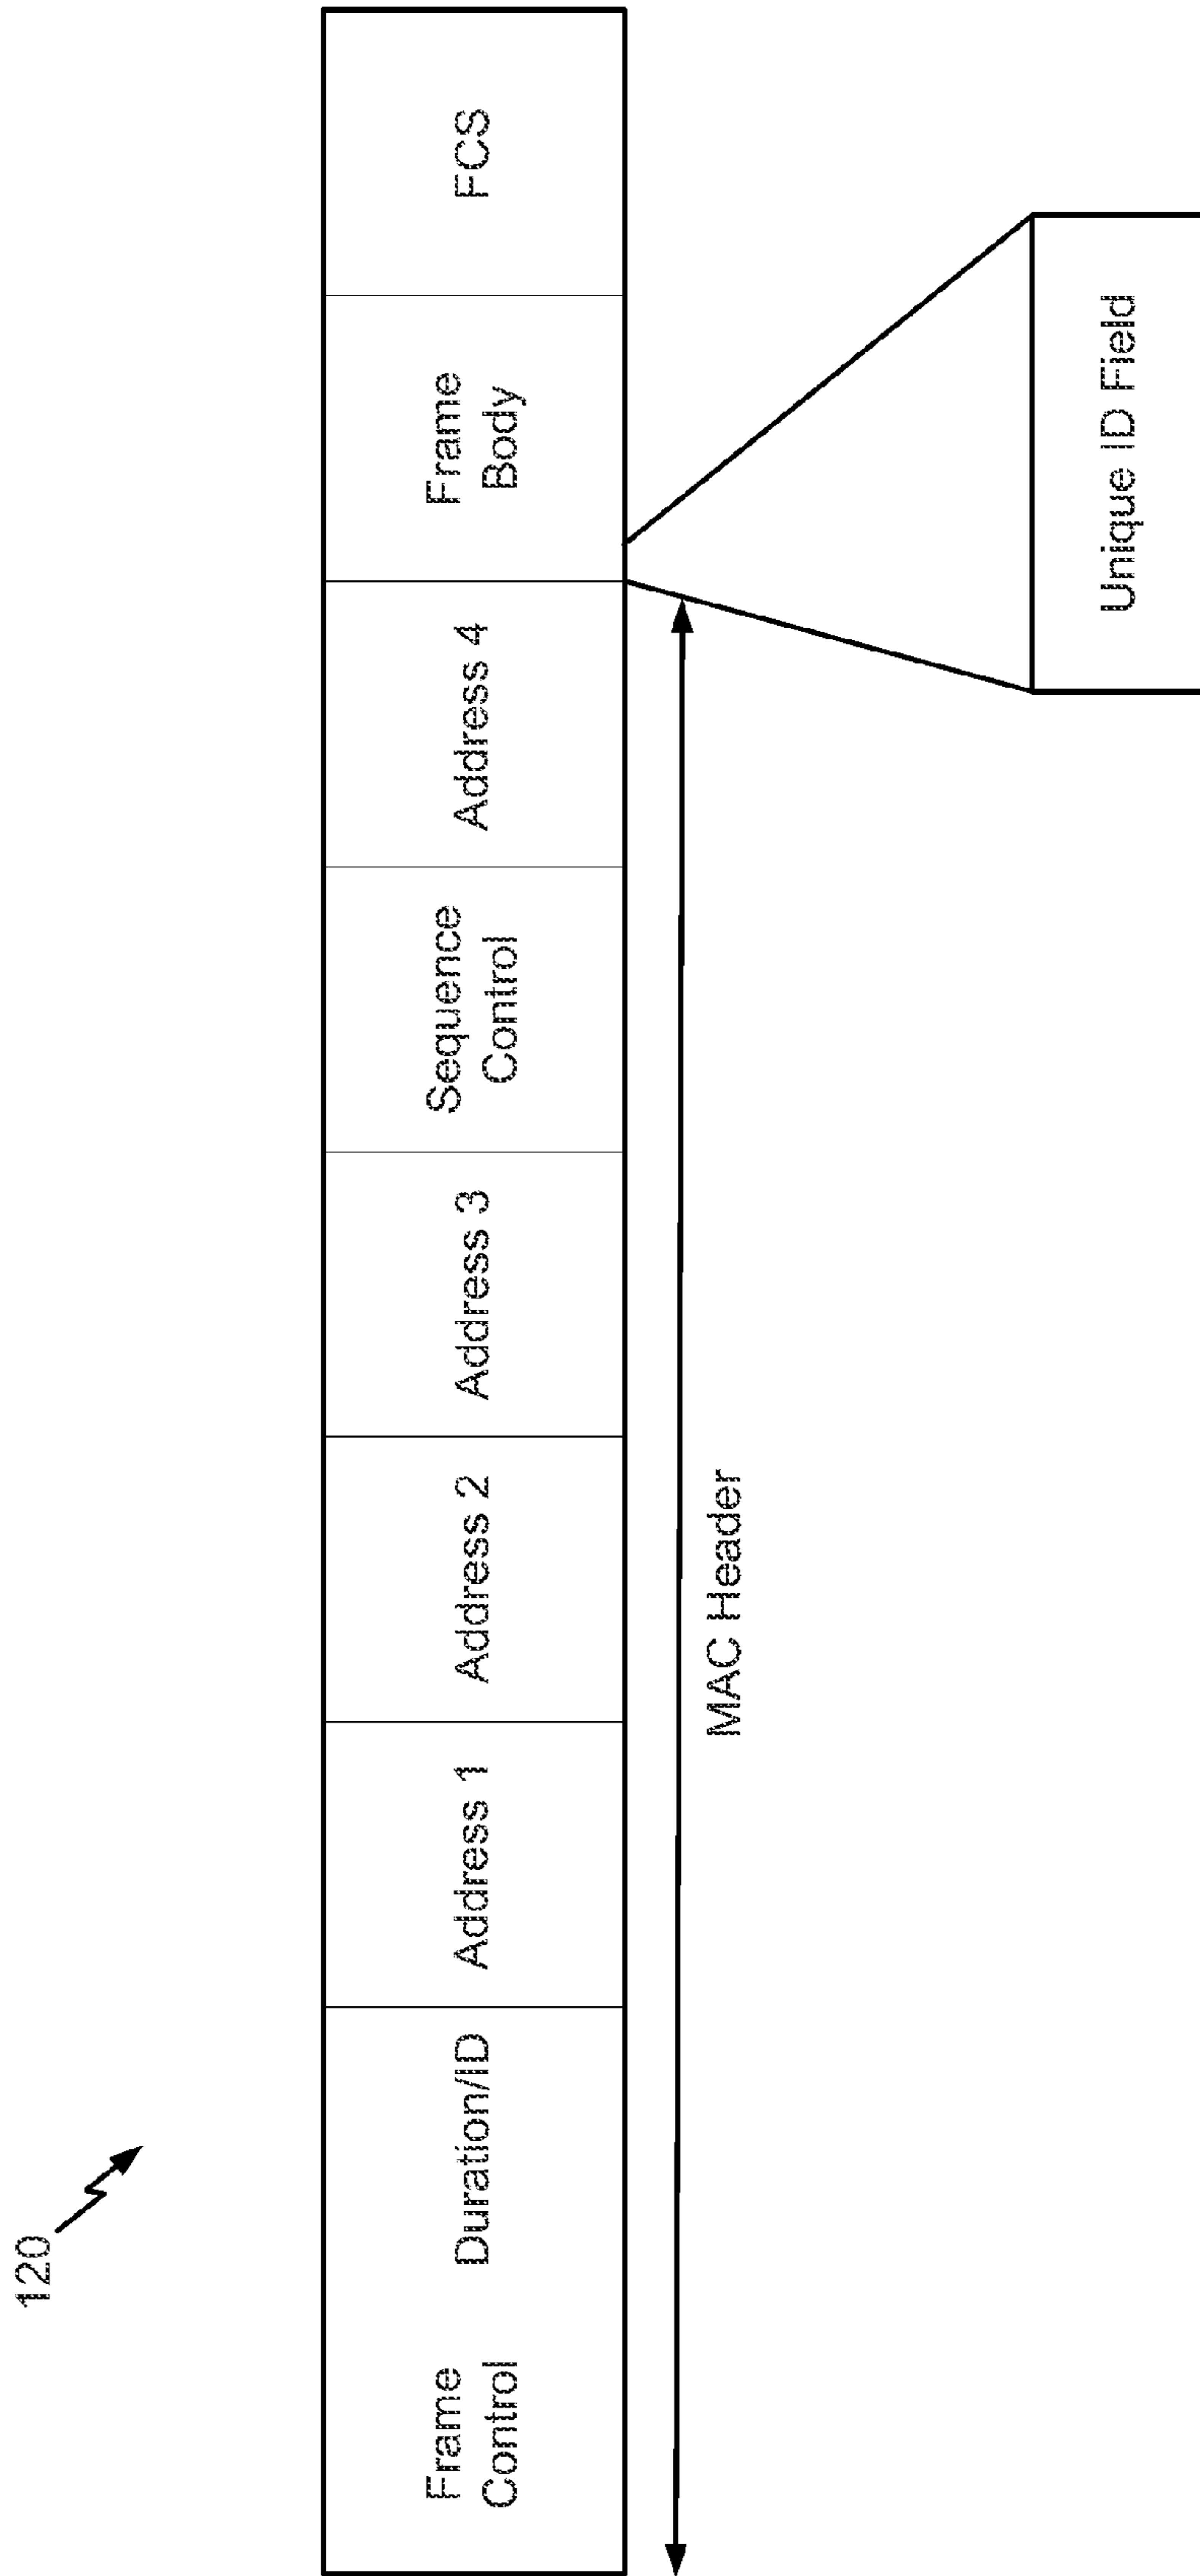 120
Frame
Control
Duration/ID
Address 1
Address 2
Address 3
Sequence
Control
Address 4
Frame
Body
FCS
MAC Header
Unique ID Field